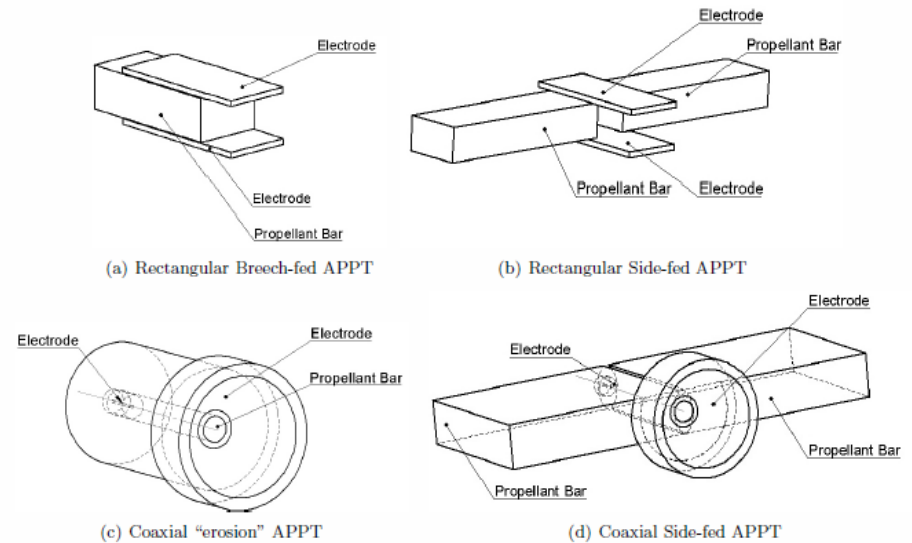 Electrode
Electrode
Propellant Bar
Electrode
Propellant Bar
Propellant Bar
Electrode
(a) Rectangular Breech-fed APPT
(b) Rectangular Side-fed APPT
Electrode
Electrode
Propellant Bar
Electrode
Electrode
Propellant Bar
Propellant Bar
(c) Coaxial “erosion” APPT
(d) Coaxial Side-fed APPT